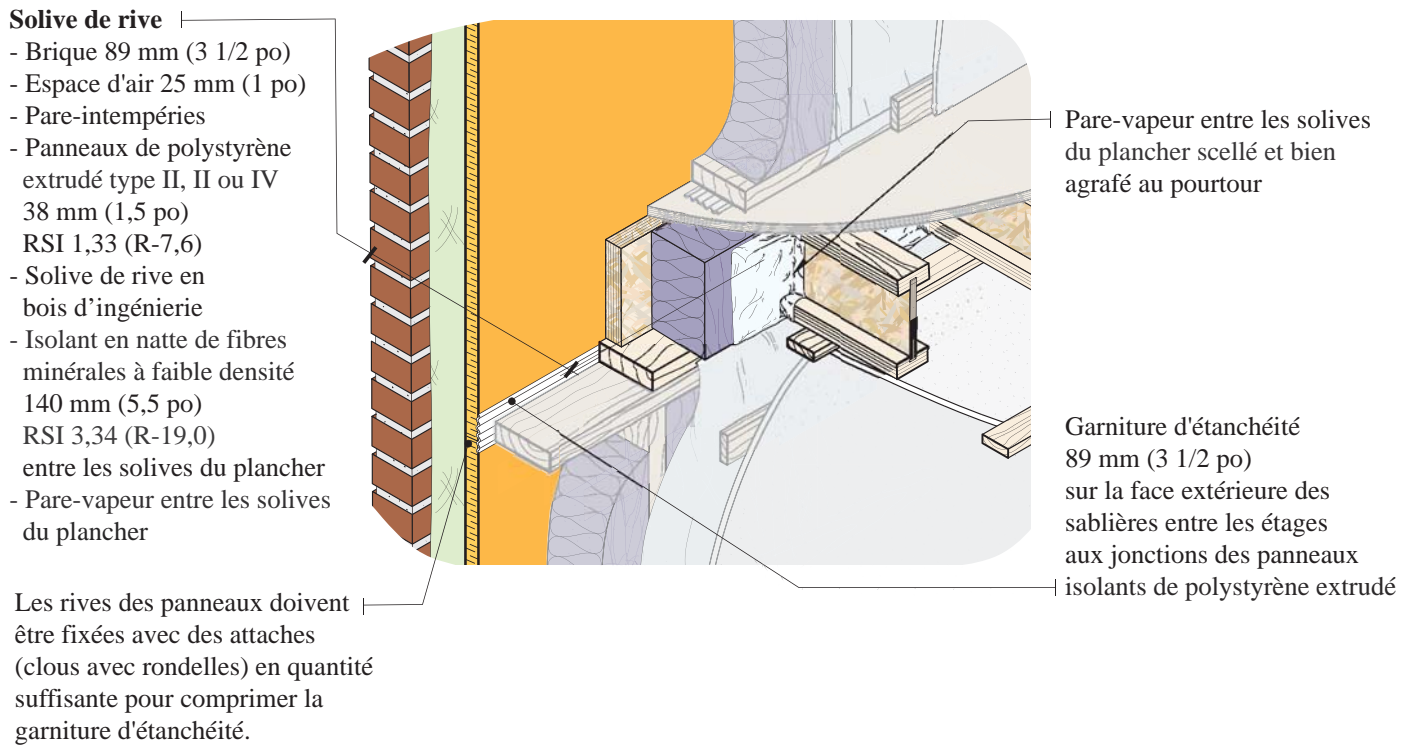 Solive de rive
- Brique 89 mm (3 1/2 po)
- Espace d'air 25 mm (1 po)
- Pare-intempéries
- Panneaux de polystyrène
extrudé type II, II ou IV
38 mm (1,5 po)
RSI 1,33 (R-7,6)
- Solive de rive en
bois d’ingénierie
- Isolant en natte de fibres
minérales à faible densité
140 mm (5,5 po)
RSI 3,34 (R-19,0)
entre les solives du plancher
- Pare-vapeur entre les solives
du plancher
Les rives des panneaux doivent
être fixées avec des attaches
(clous avec rondelles) en quantité
suffisante pour comprimer la
garniture d'étanchéité.
Pare-vapeur entre les solives
du plancher scellé et bien
agrafé au pourtour
Garniture d'étanchéité
89 mm (3 1/2 po)
sur la face extérieure des
sablières entre les étages
aux jonctions des panneaux
isolants de polystyrène extrudé